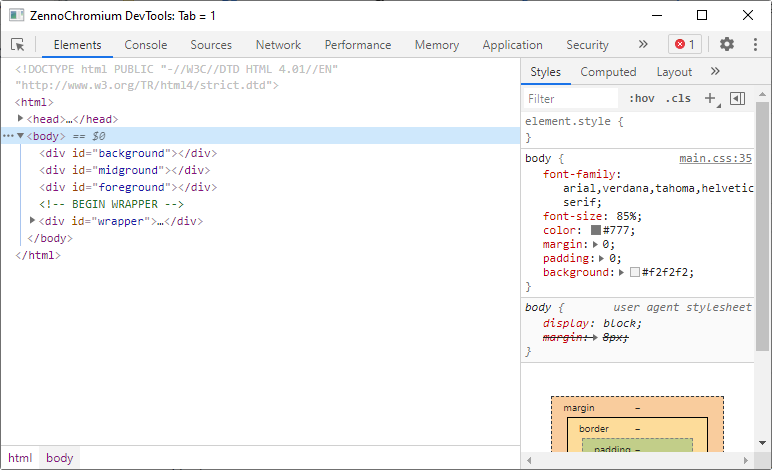 ZennoChromium DevTools: Tab = 1
Elements Console Sources Network Performance Memory Application Security » 1
<!DOCTYPE html PUBLIC "-//W3C//DTD HTML 4.01//EN"
"http://www.w3.org/TR/html4/strict.dtd">
<html>
<head>…</head>
<body> == $0
<div id="background"></div>
<div id="midground"></div>
<div id="foreground"></div>
<!-- BEGIN WRAPPER -->
<div id="wrapper">…</div>
</body>
</html>
html body
Styles Computed Layout »
Filter :hov .cls
element.style {
}
body { main.css:35
font-family:
arial,verdana,tahoma,helvetic
serif;
font-size: 85%;
color: #777;
margin: 0;
padding: 0;
background: #f2f2f2;
}
body { user agent stylesheet
display: block;
margin: 8px;
}
margin –
border –
padding –